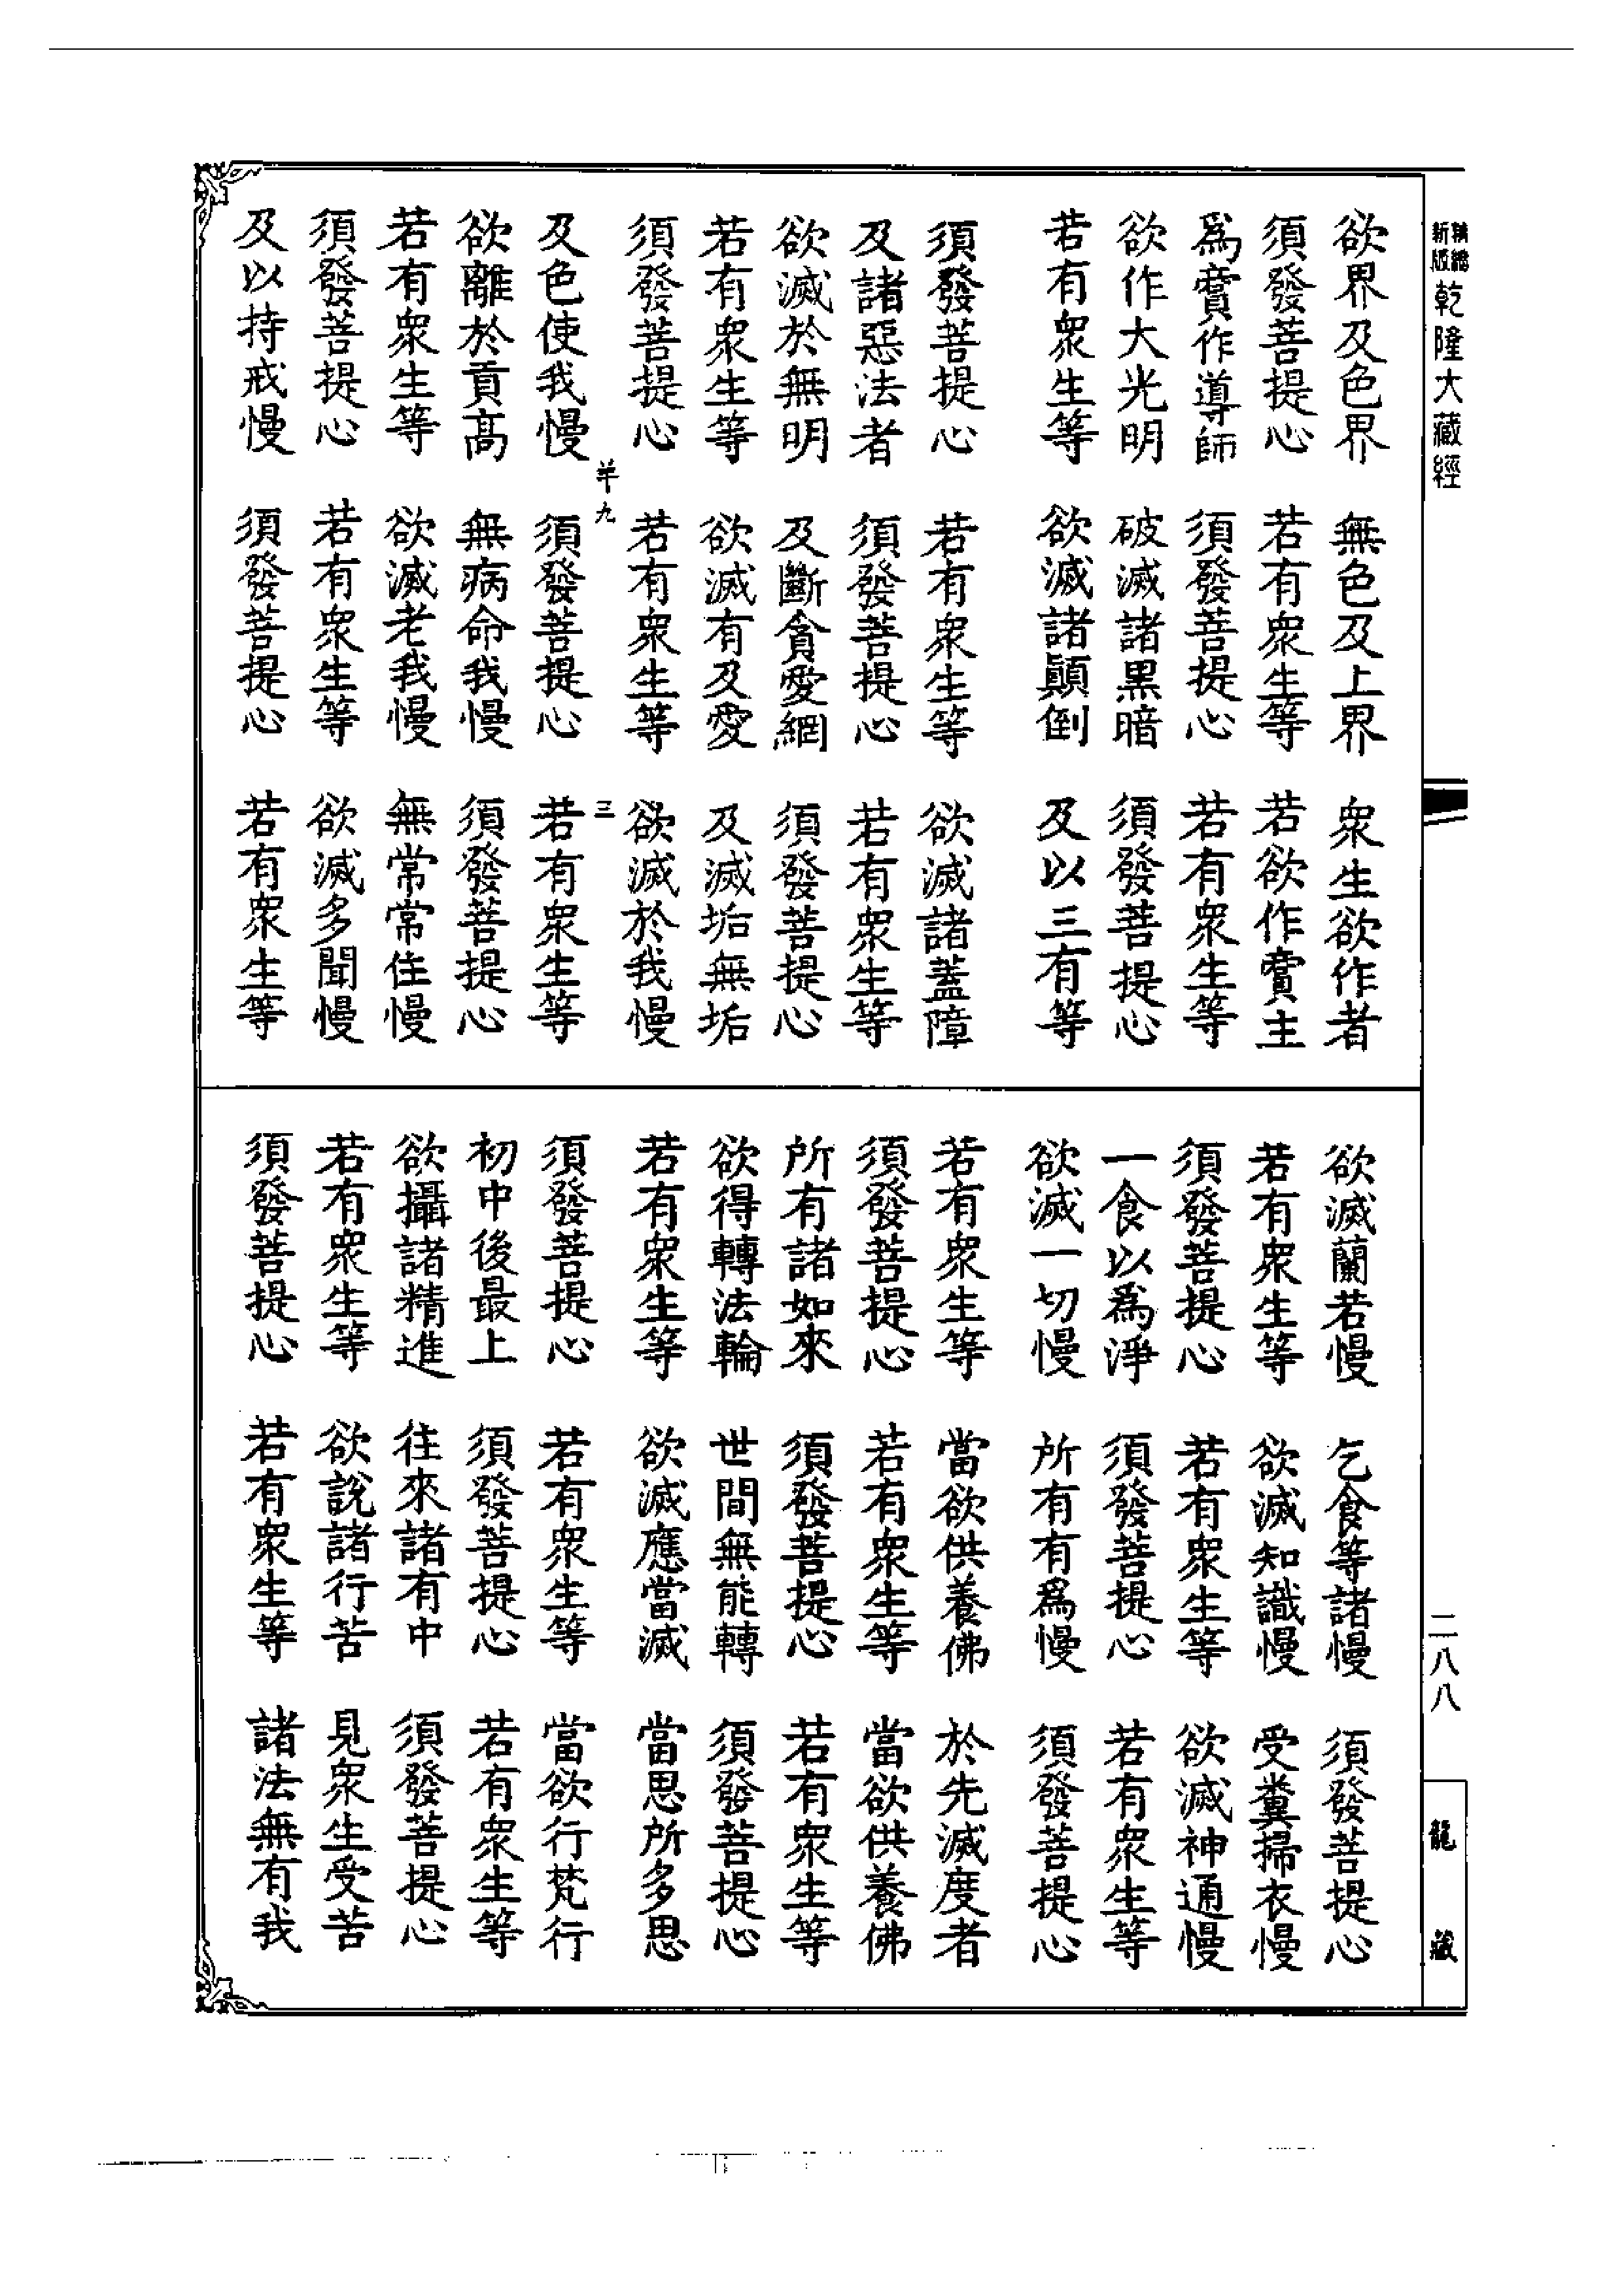 精縮
新版
乾隆大藏經
欲界及色界　無色及上界　衆生欲作者
須發菩提心　若有衆生等　若欲作賣主
爲賣作導師　須發菩提心　若有衆生等
欲作大光明　破滅諸黑暗　須發菩提心
若有衆生等　欲滅諸顛倒　及以三有等
須發菩提心　若有衆生等　欲滅諸蓋障
及諸惡法者　須發菩提心　若有衆生等
欲滅於無明　及斷貪愛網　須發菩提心
若有衆生等　欲滅有及愛　及滅垢無垢
須發菩提心　若有衆生等　欲滅於我慢
羊九　三
及色使我慢　須發菩提心　若有衆生等
欲離於貢高　無病命我慢　須發菩提心
若有衆生等　欲滅老我慢　無常常住慢
須發菩提心　若有衆生等　欲滅多聞慢
及以持戒慢　須發菩提心　若有衆生等
欲滅蘭若慢　乞食等諸慢　須發菩提心
若有衆生等　欲滅知識慢　受糞掃衣慢
須發菩提心　若有衆生等　欲滅神通慢
一食以爲淨　須發菩提心　若有衆生等
欲滅一切慢　所有有爲慢　須發菩提心
若有衆生等　當欲供養佛　於先滅度者
須發菩提心　若有衆生等　當欲供養佛
所有諸如來　須發菩提心　若有衆生等
欲得轉法輪　世間無能轉　須發菩提心
若有衆生等　欲滅應當滅　當思所多思
須發菩提心　若有衆生等　當欲行梵行
初中後最上　須發菩提心　若有衆生等
欲攝諸精進　往來諸有中　須發菩提心
若有衆生等　欲說諸行苦　見衆生受苦
須發菩提心　若有衆生等　諸法無有我
二八八
龍藏